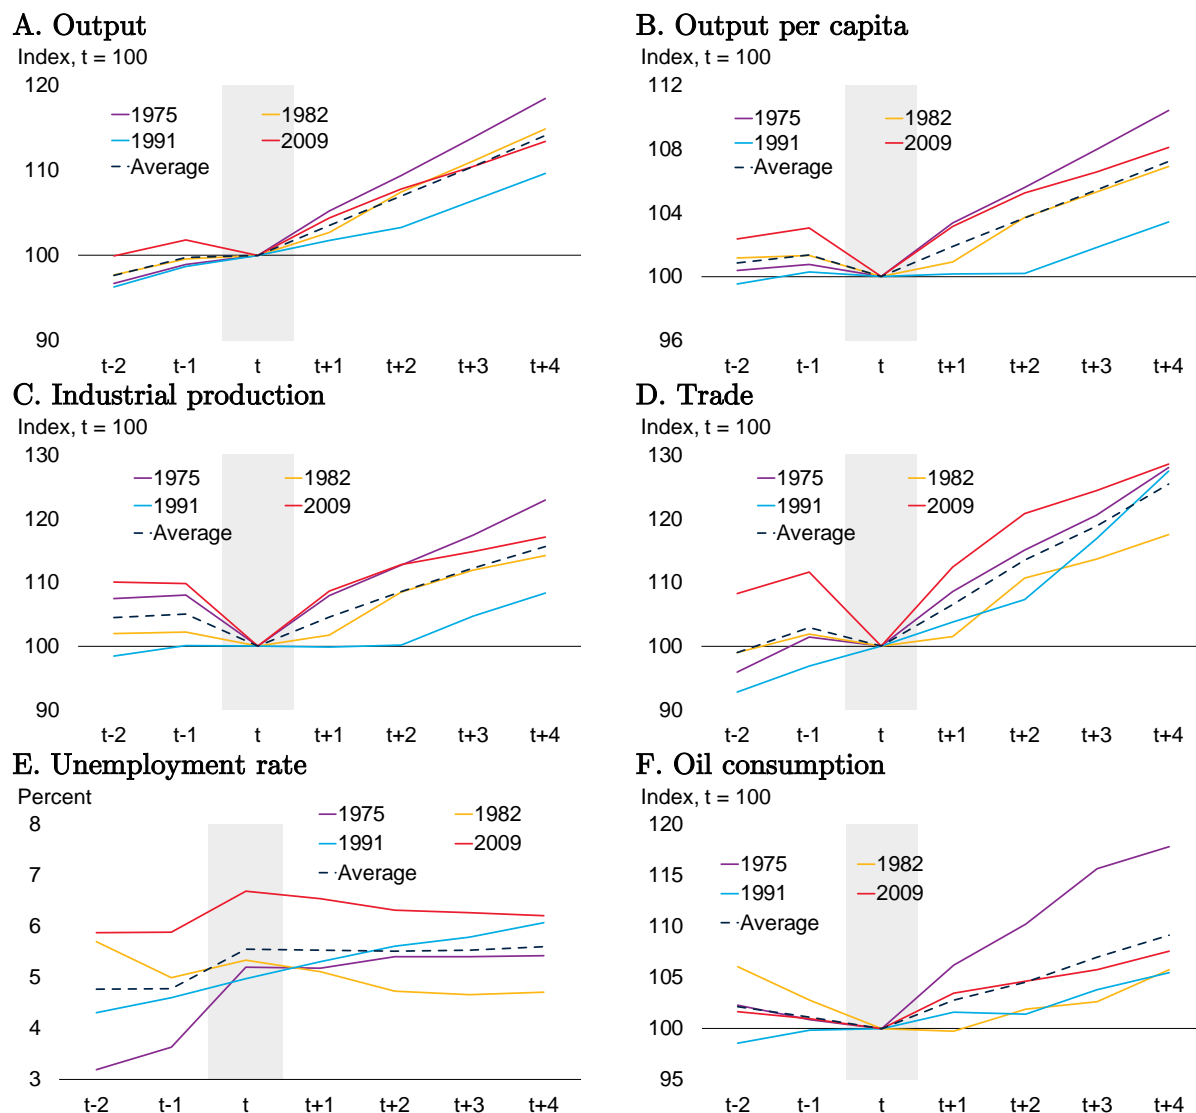 A. Output
Index, t = 100
120
110
100
90
1975
1982
1991
2009
Average
t-2 t-1 t t+1 t+2 t+3 t+4
B. Output per capita
Index, t = 100
112
108
104
100
96
1975
1982
1991
2009
Average
t-2 t-1 t t+1 t+2 t+3 t+4
C. Industrial production
Index, t = 100
130
120
110
100
90
1975
1982
1991
2009
Average
t-2 t-1 t t+1 t+2 t+3 t+4
D. Trade
Index, t = 100
130
120
110
100
90
1975
1982
1991
2009
Average
t-2 t-1 t t+1 t+2 t+3 t+4
E. Unemployment rate
Percent
8
7
6
5
4
3
1975
1982
1991
2009
Average
t-2 t-1 t t+1 t+2 t+3 t+4
F. Oil consumption
Index, t = 100
120
115
110
105
100
95
1975
1982
1991
2009
Average
t-2 t-1 t t+1 t+2 t+3 t+4